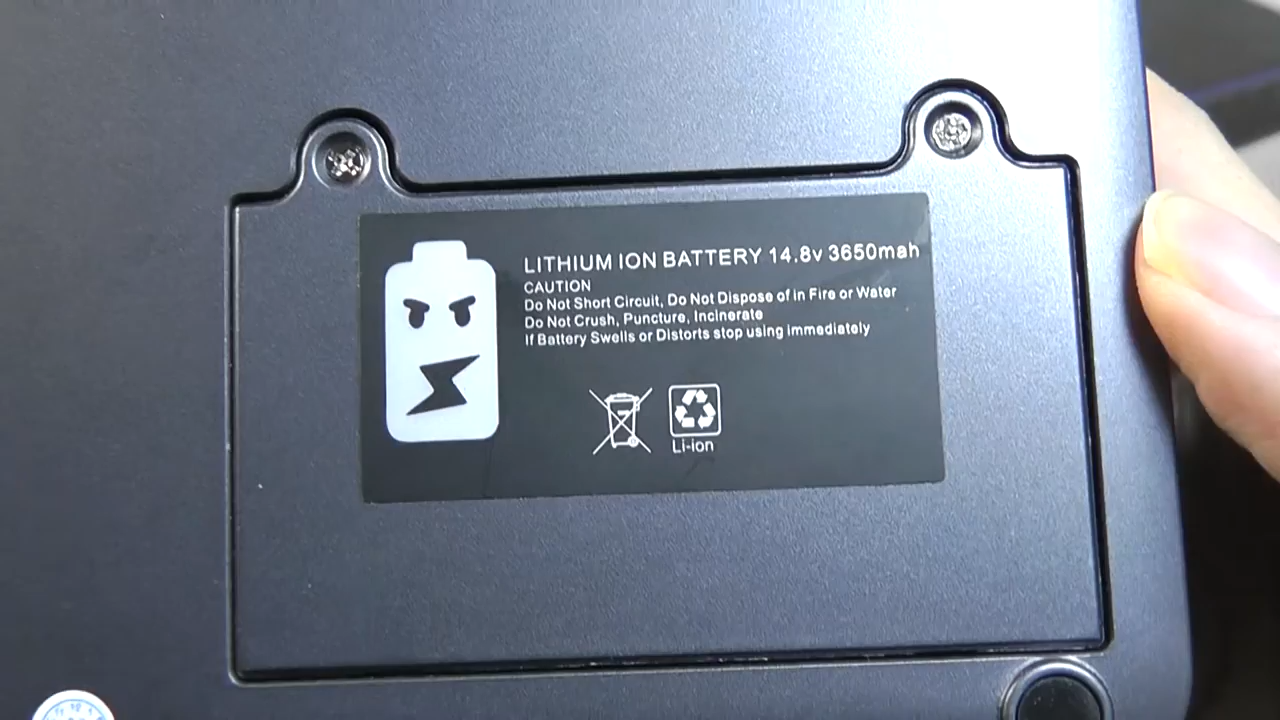 LITHIUM ION BATTERY 14.8v 3650mah
CAUTION
Do Not Short Circuit, Do Not Dispose of in Fire or Water
Do Not Crush, Puncture, Incinerate
If Battery Swells or Distorts stop using immediately
Li-ion